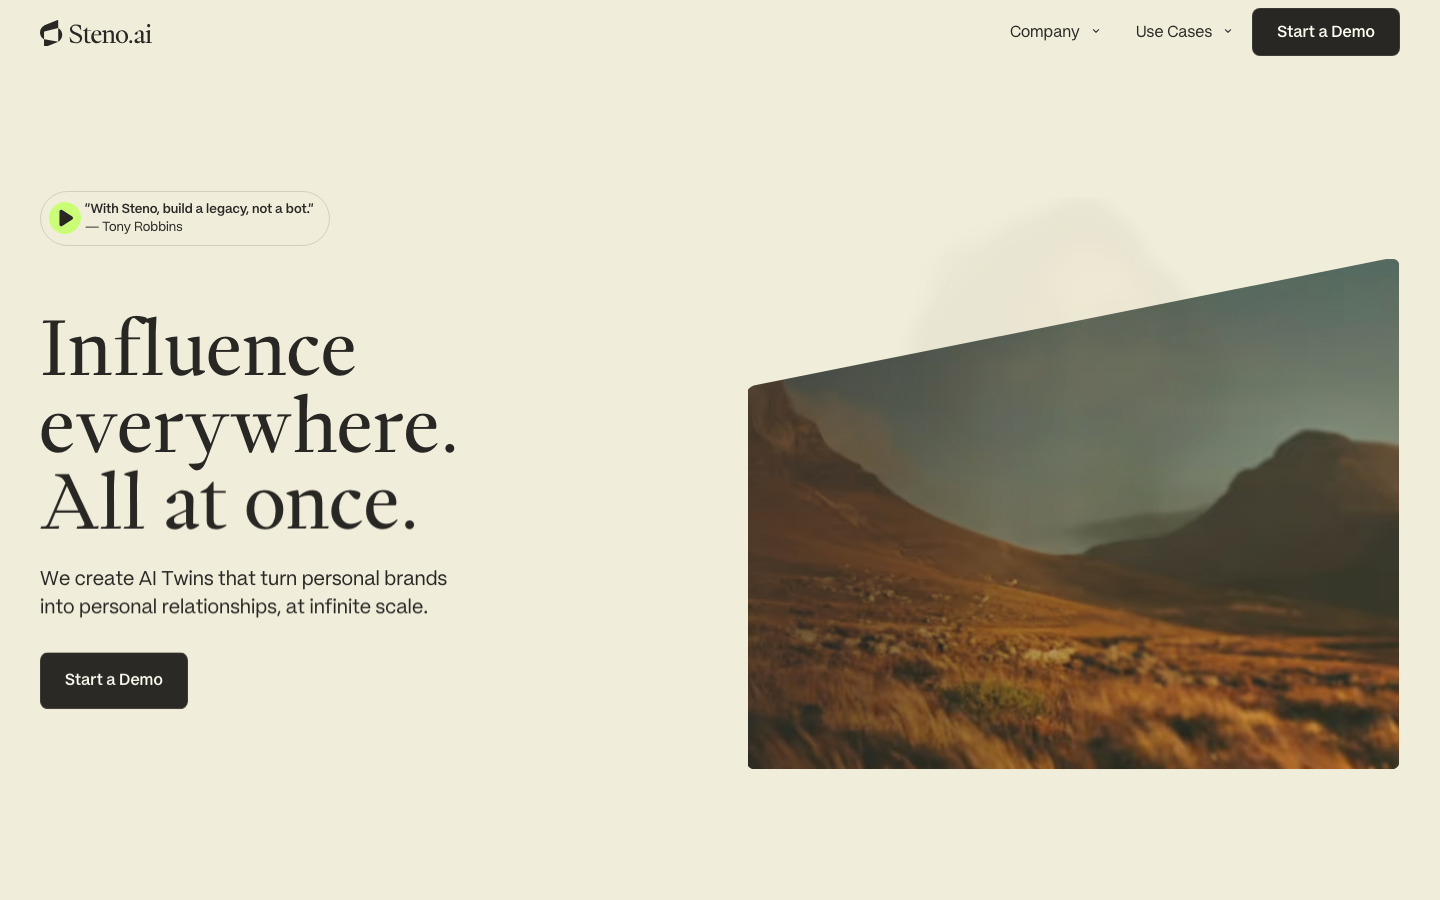 Steno.ai
Company
Use Cases
Start a Demo
"With Steno, build a legacy, not a bot."
— Tony Robbins
Influence
everywhere.
All at once.
We create AI Twins that turn personal brands
into personal relationships, at infinite scale.
Start a Demo